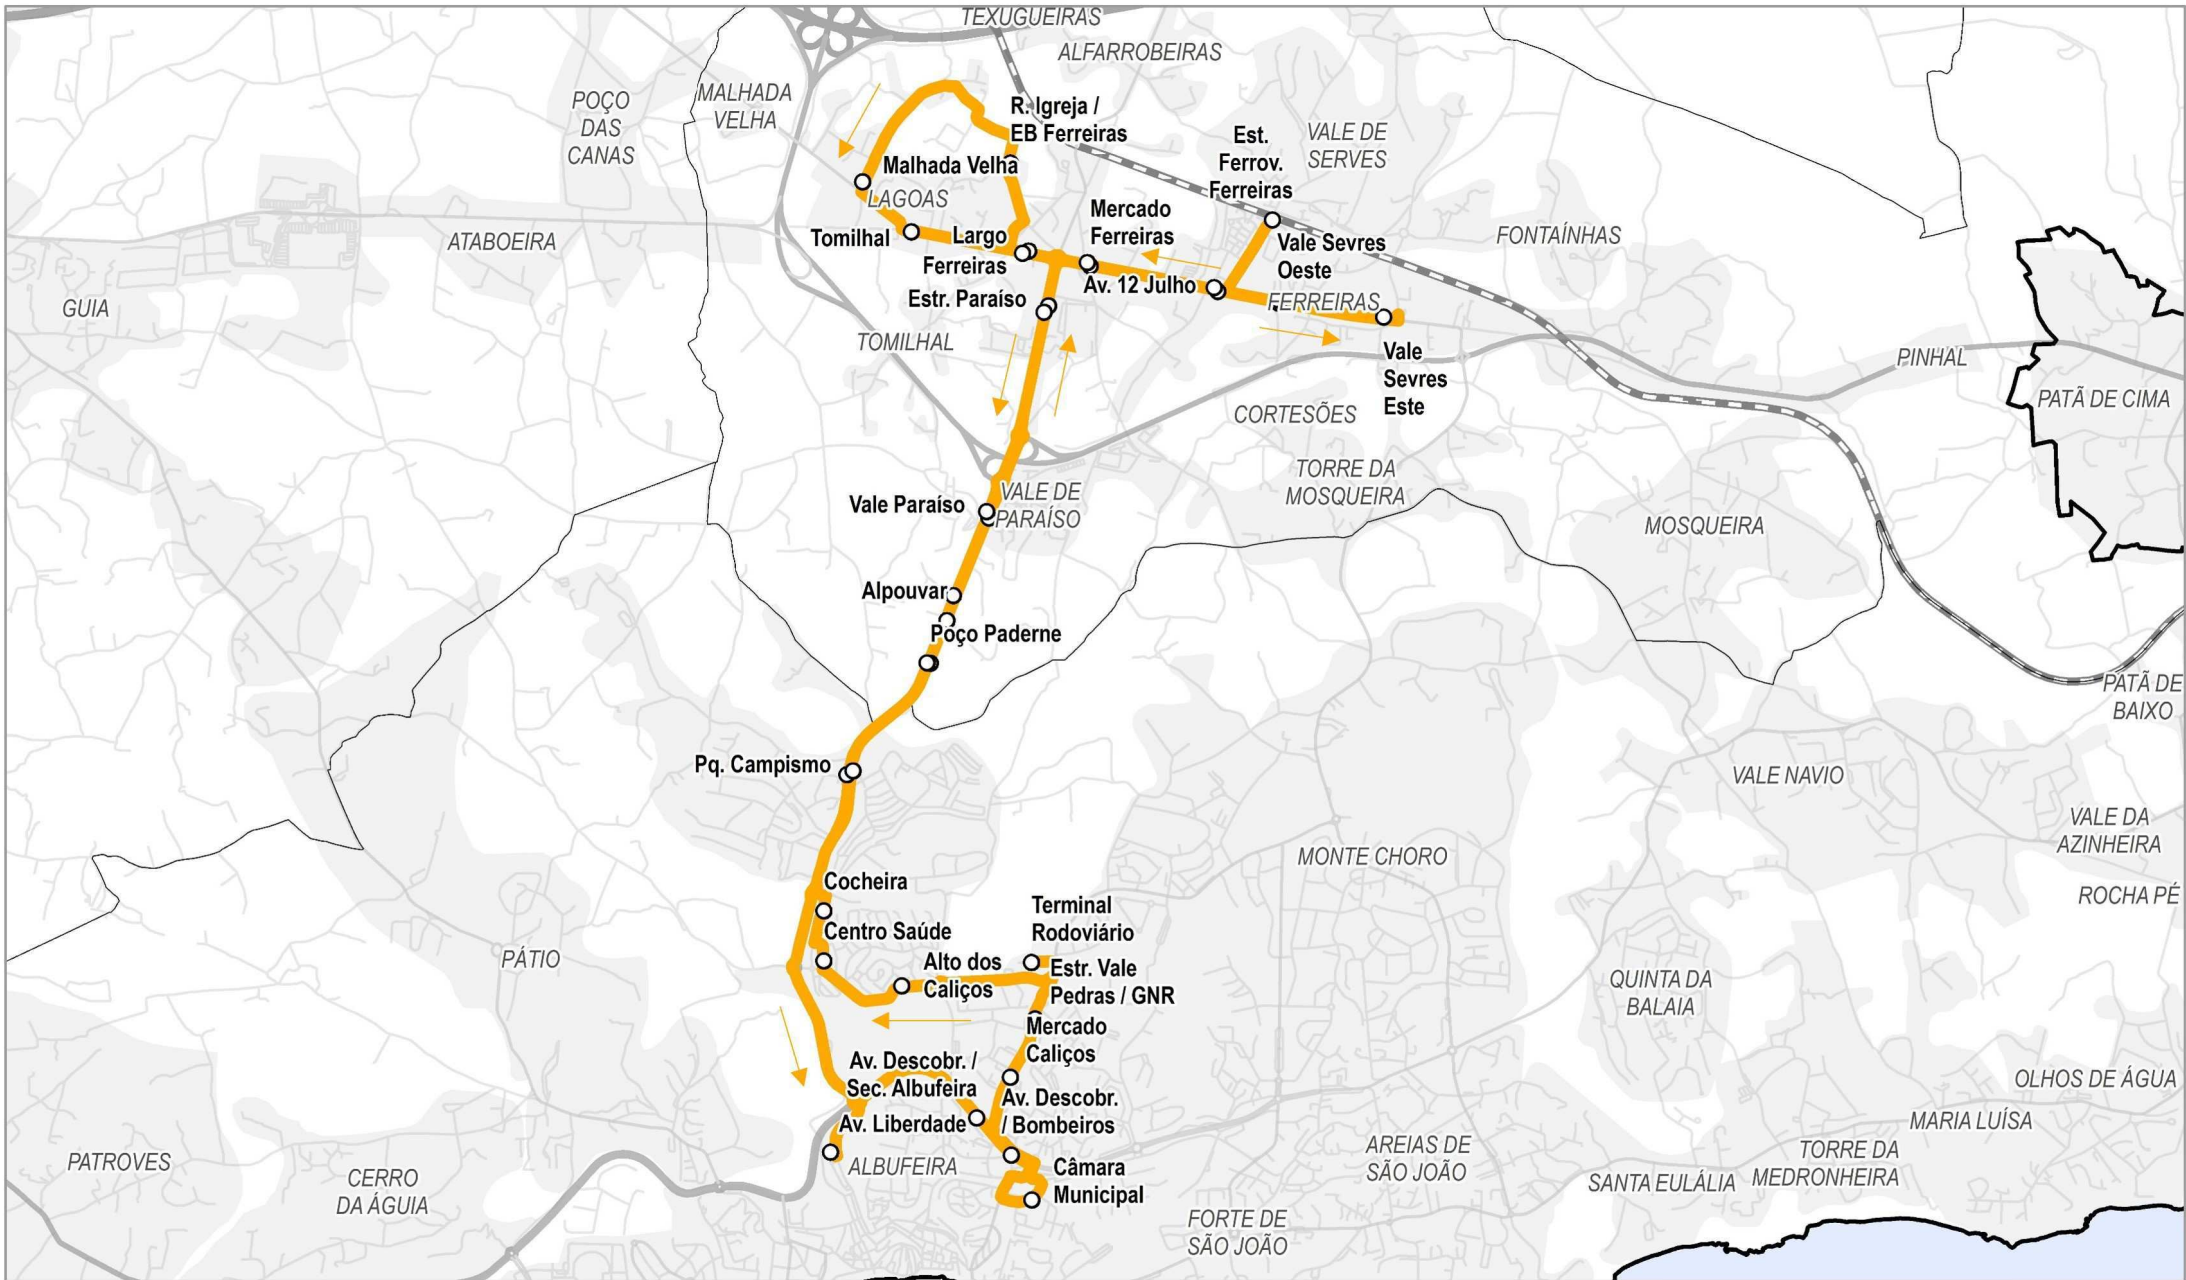 TEXUGUEIRAS
ALFARROBEIRAS
MALHADA
VELHA
POÇO
DAS
CANAS
R. Igreja /
EB Ferreiras
Est.
Ferrov.
Ferreiras
VALE DE
SERVES
Malhada Velha
LAGOAS
Mercado
Ferreiras
Tomilhal
Largo
Ferreiras
Vale Sevres
Oeste
FONTAÍNHAS
ATABOEIRA
Av. 12 Julho
Estr. Paraíso
FERREIRAS
GUIA
TOMILHAL
Vale
Sevres
Este
PINHAL
PATÃ DE CIMA
CORTESÕES
TORRE DA
MOSQUEIRA
Vale Paraíso
VALE DE
PARAÍSO
MOSQUEIRA
Alpouvar
Poço Paderne
PATÃ DE
BAIXO
Pq. Campismo
VALE NAVIO
VALE DA
AZINHEIRA
MONTE CHORO
Cocheira
ROCHA PÉ
Terminal
Rodoviário
Centro Saúde
PÁTIO
Alto dos
Caliços
Estr. Vale
Pedras / GNR
QUINTA DA
BALAIA
Mercado
Caliços
Av. Descobr. /
Sec. Albufeira
OLHOS DE ÁGUA
Av. Descobr.
/ Bombeiros
Av. Liberdade
MARIA LUÍSA
PATROVES
ALBUFEIRA
AREIAS DE
SÃO JOÃO
TORRE DA
MEDRONHEIRA
CERRO
DA ÁGUIA
Câmara
Municipal
SANTA EULÁLIA
FORTE DE
SÃO JOÃO